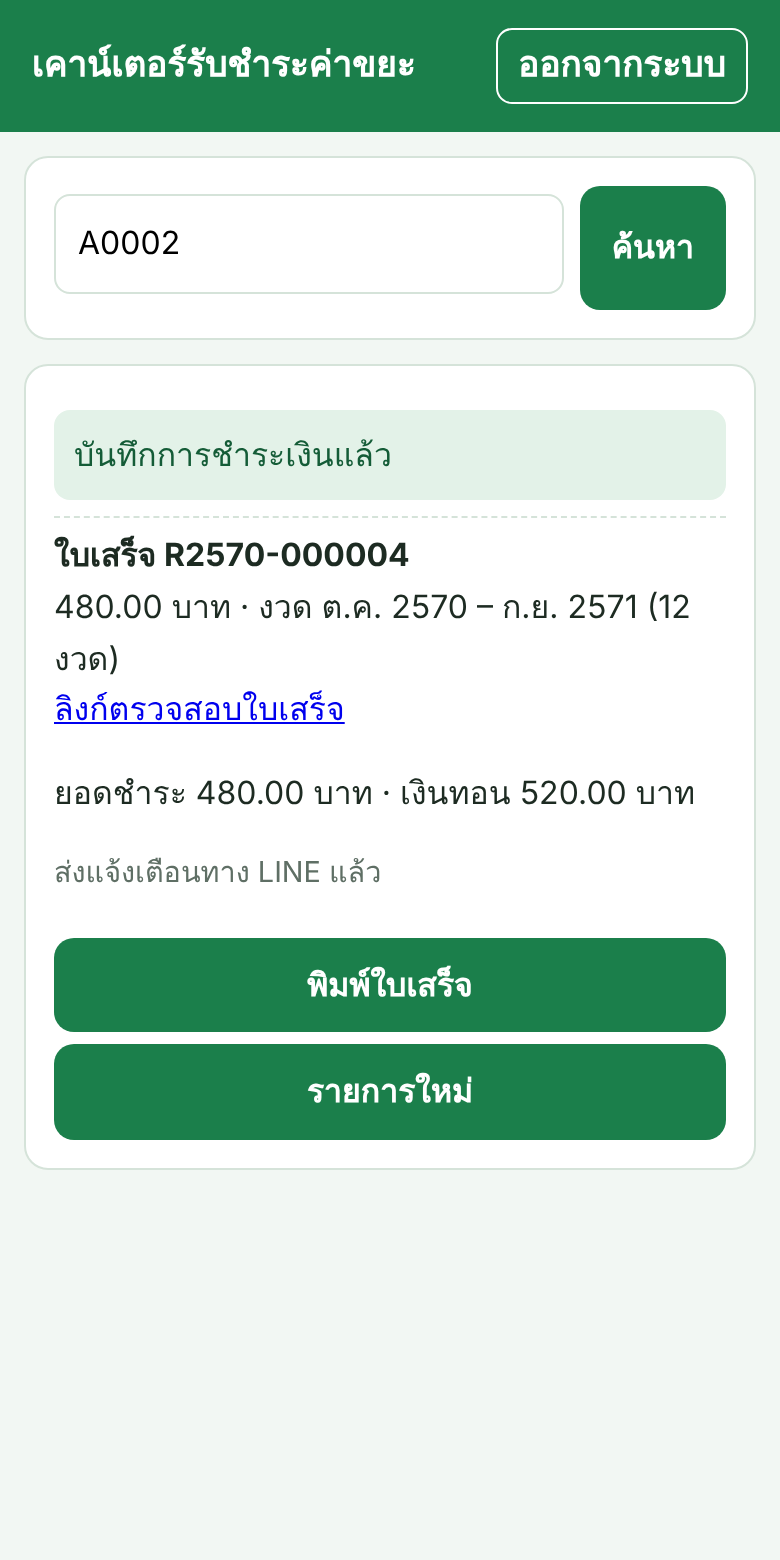 เคาน์เตอร์รับชำระค่าขยะ
ออกจากระบบ
A0002
ค้นหา
บันทึกการชำระเงินแล้ว
ใบเสร็จ R2570-000004
480.00 บาท · งวด ต.ค. 2570 – ก.ย. 2571 (12
งวด)
ลิงก์ตรวจสอบใบเสร็จ
ยอดชำระ 480.00 บาท · เงินทอน 520.00 บาท
ส่งแจ้งเตือนทาง LINE แล้ว
พิมพ์ใบเสร็จ
รายการใหม่